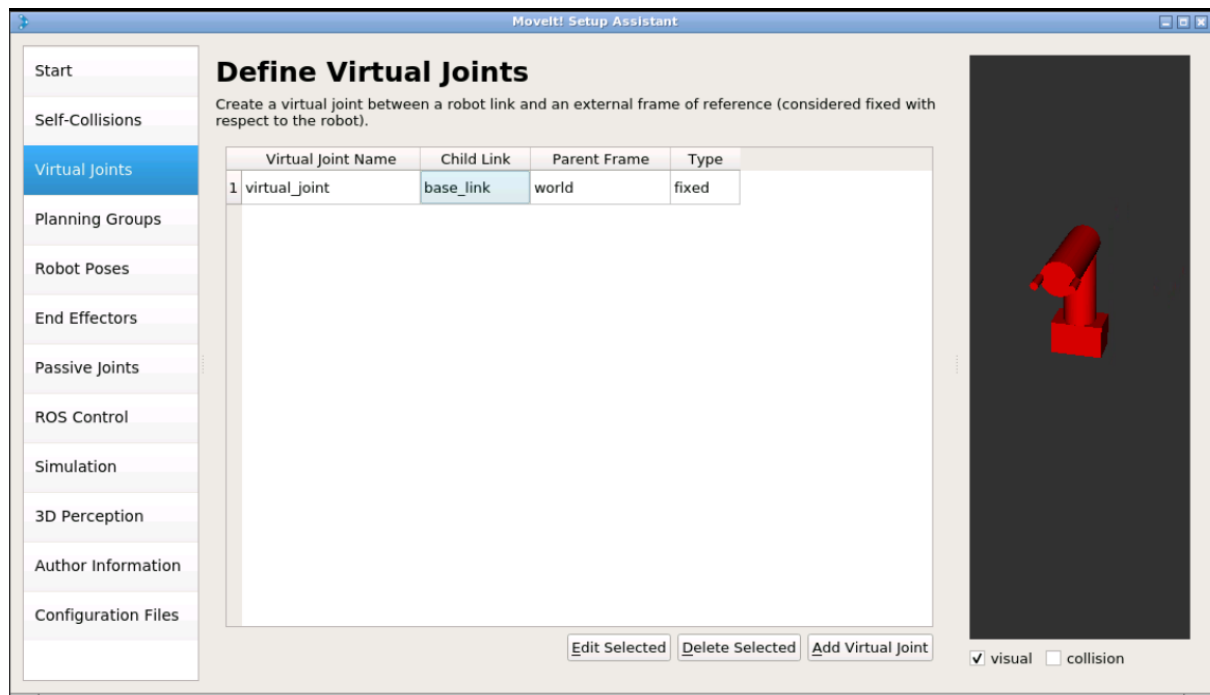 MoveIt! Setup Assistant
Start
Self-Collisions
Virtual Joints
Planning Groups
Robot Poses
End Effectors
Passive Joints
ROS Control
Simulation
3D Perception
Author Information
Configuration Files
Define Virtual Joints
Create a virtual joint between a robot link and an external frame of reference (considered fixed with
respect to the robot).
Virtual Joint Name Child Link Parent Frame Type
1 virtual_joint base_link world fixed
Edit Selected Delete Selected Add Virtual Joint
visual collision